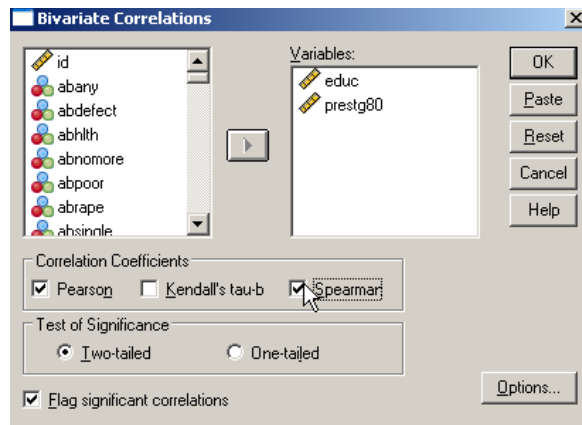 Bivariate Correlations
id
abany
abdefect
abhlth
abnomore
abpoor
abrape
absingle
Variables:
educ
prestg80
OK
Paste
Reset
Cancel
Help
Correlation Coefficients
Pearson
Kendall's tau-b
Spearman
Test of Significance
Two-tailed
One-tailed
Flag significant correlations
Options...